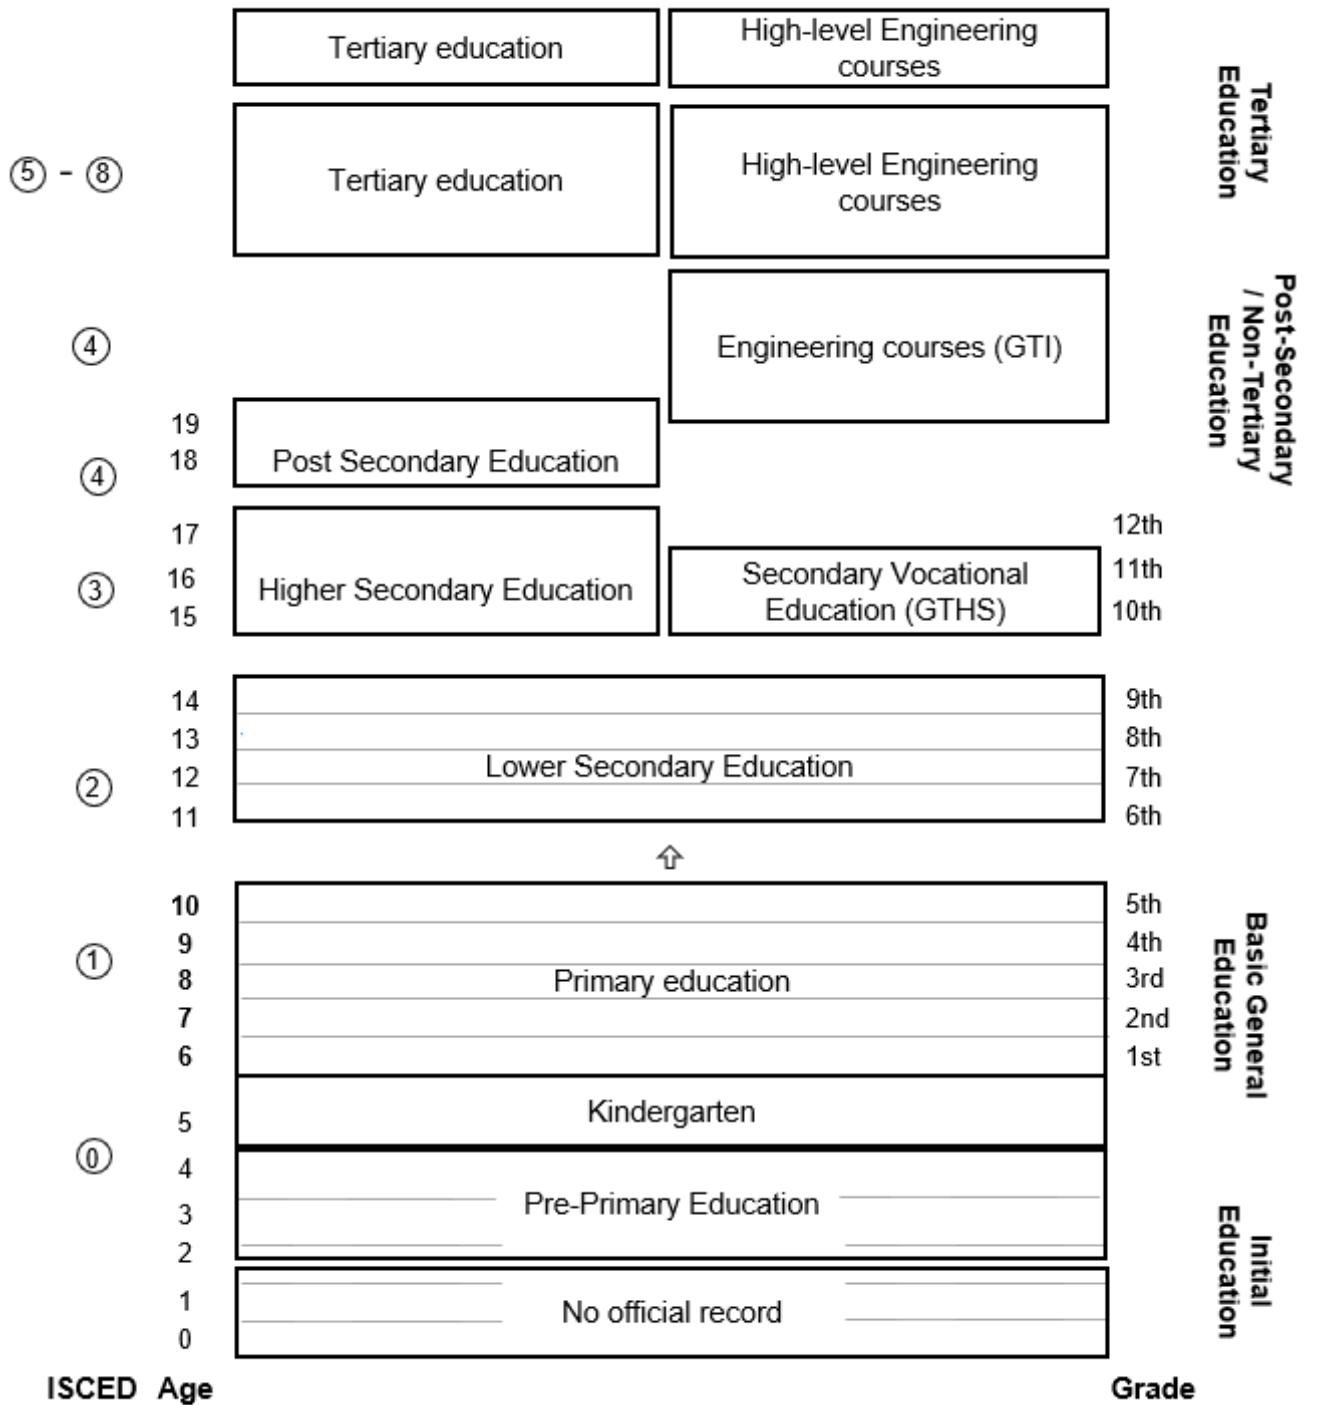 Tertiary education
High-level Engineering
courses
Tertiary
Education
5 - 8
Tertiary education
High-level Engineering
courses
4
Engineering courses (GTI)
Post-Secondary
/ Non-Tertiary
Education
19
18
4
Post Secondary Education
17
16
15
3
Higher Secondary Education
Secondary Vocational
Education (GTHS)
12th
11th
10th
14
13
12
11
2
Lower Secondary Education
9th
8th
7th
6th
10
9
8
7
6
1
Primary education
5th
4th
3rd
2nd
1st
Basic General
Education
5
Kindergarten
0
4
3
2
Pre-Primary Education
Initial
Education
1
0
No official record
ISCED Age
Grade